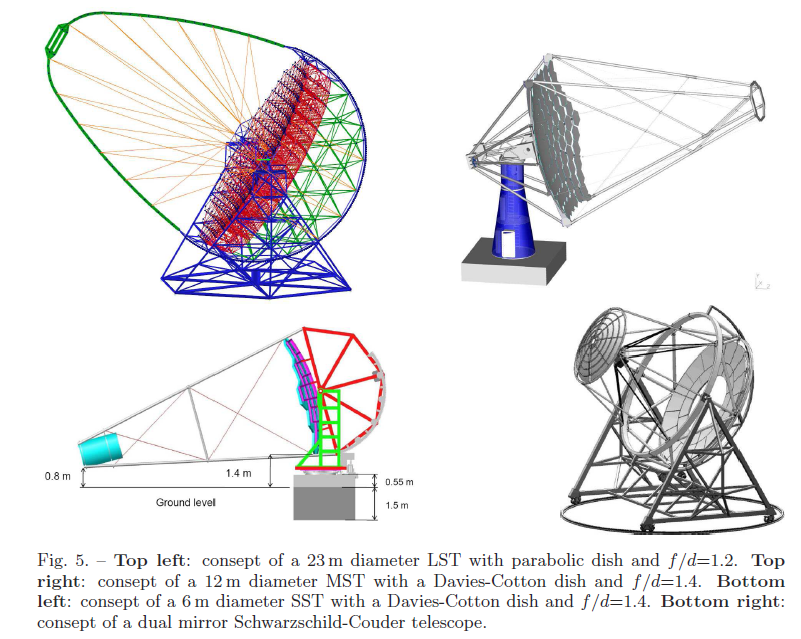 0.8 m
1.4 m
Ground level
0.55 m
1.5 m
Fig. 5. – Top left: consept of a 23 m diameter LST with parabolic dish and f/d=1.2. Top
right: consept of a 12 m diameter MST with a Davies-Cotton dish and f/d=1.4. Bottom
left: consept of a 6 m diameter SST with a Davies-Cotton dish and f/d=1.4. Bottom right:
consept of a dual mirror Schwarzschild-Couder telescope.